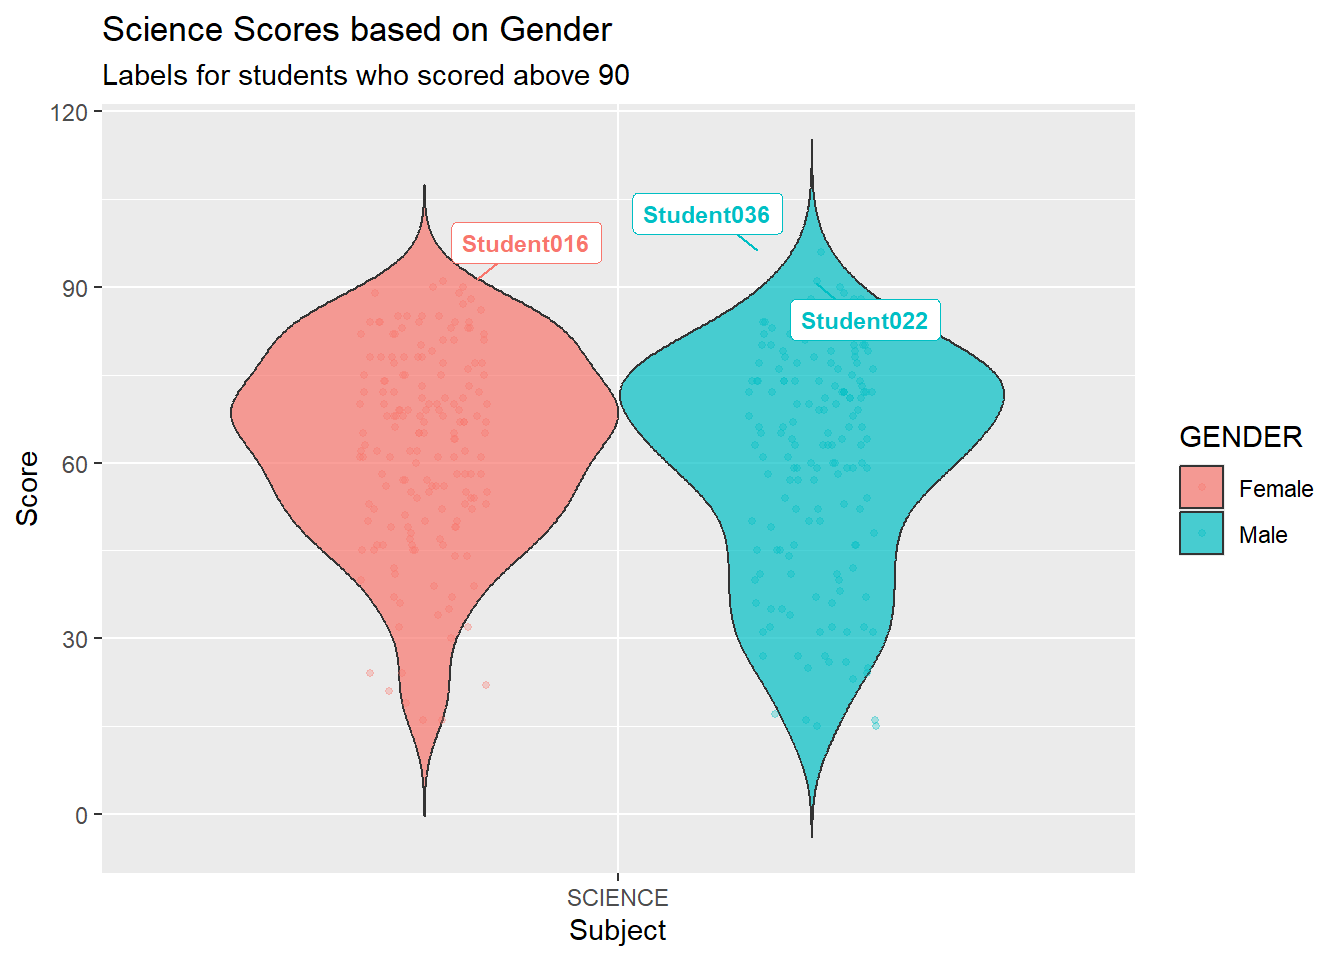 Science Scores based on Gender
Labels for students who scored above 90
120
90
60
30
0
Score
Student016
Student036
Student022
SCIENCE
Subject
GENDER
Female
Male